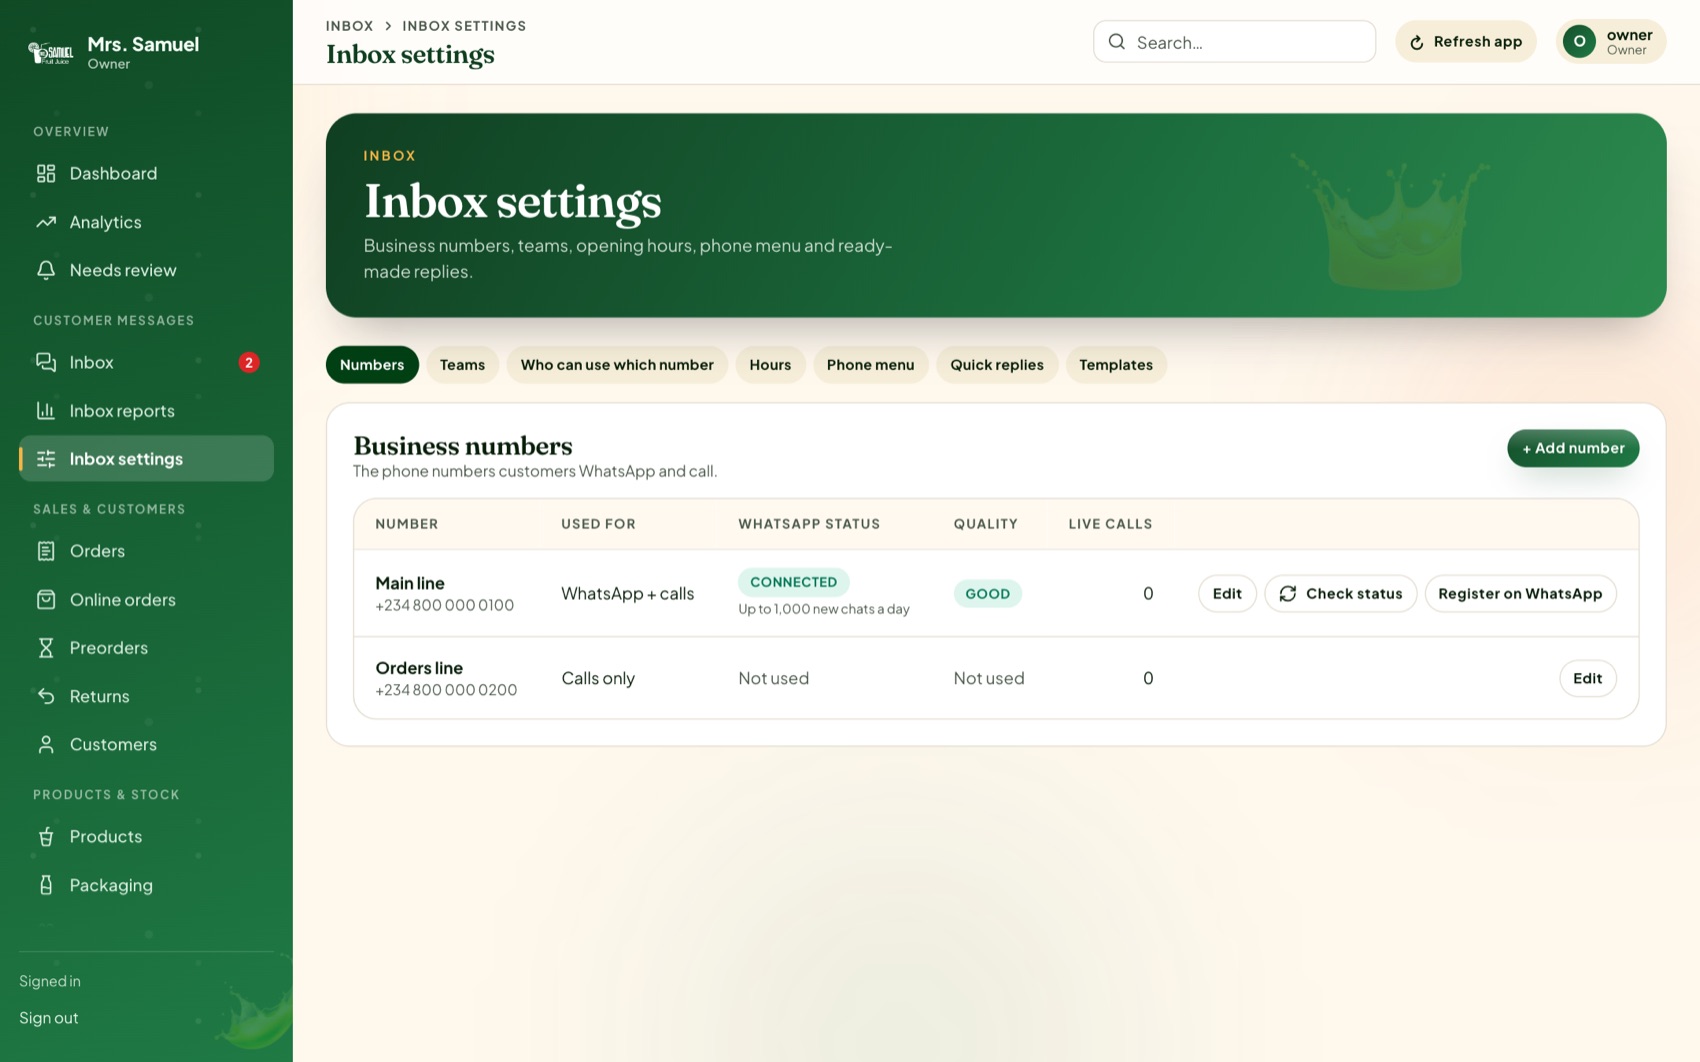 SAMUEL
Fruit Juice
Mrs. Samuel
Owner
OVERVIEW
Dashboard
Analytics
Needs review
CUSTOMER MESSAGES
Inbox
2
Inbox reports
Inbox settings
SALES & CUSTOMERS
Orders
Online orders
Preorders
Returns
Customers
PRODUCTS & STOCK
Products
Packaging
Signed in
Sign out
INBOX > INBOX SETTINGS
Inbox settings
Search...
Refresh app
O
owner
Owner
INBOX
Inbox settings
Business numbers, teams, opening hours, phone menu and ready-
made replies.
Numbers
Teams
Who can use which number
Hours
Phone menu
Quick replies
Templates
Business numbers
The phone numbers customers WhatsApp and call.
+ Add number
NUMBER USED FOR WHATSAPP STATUS QUALITY LIVE CALLS
Main line
+234 800 000 0100
WhatsApp + calls
CONNECTED
Up to 1,000 new chats a day
GOOD
0
Edit
Check status
Register on WhatsApp
Orders line
+234 800 000 0200
Calls only
Not used
Not used
0
Edit